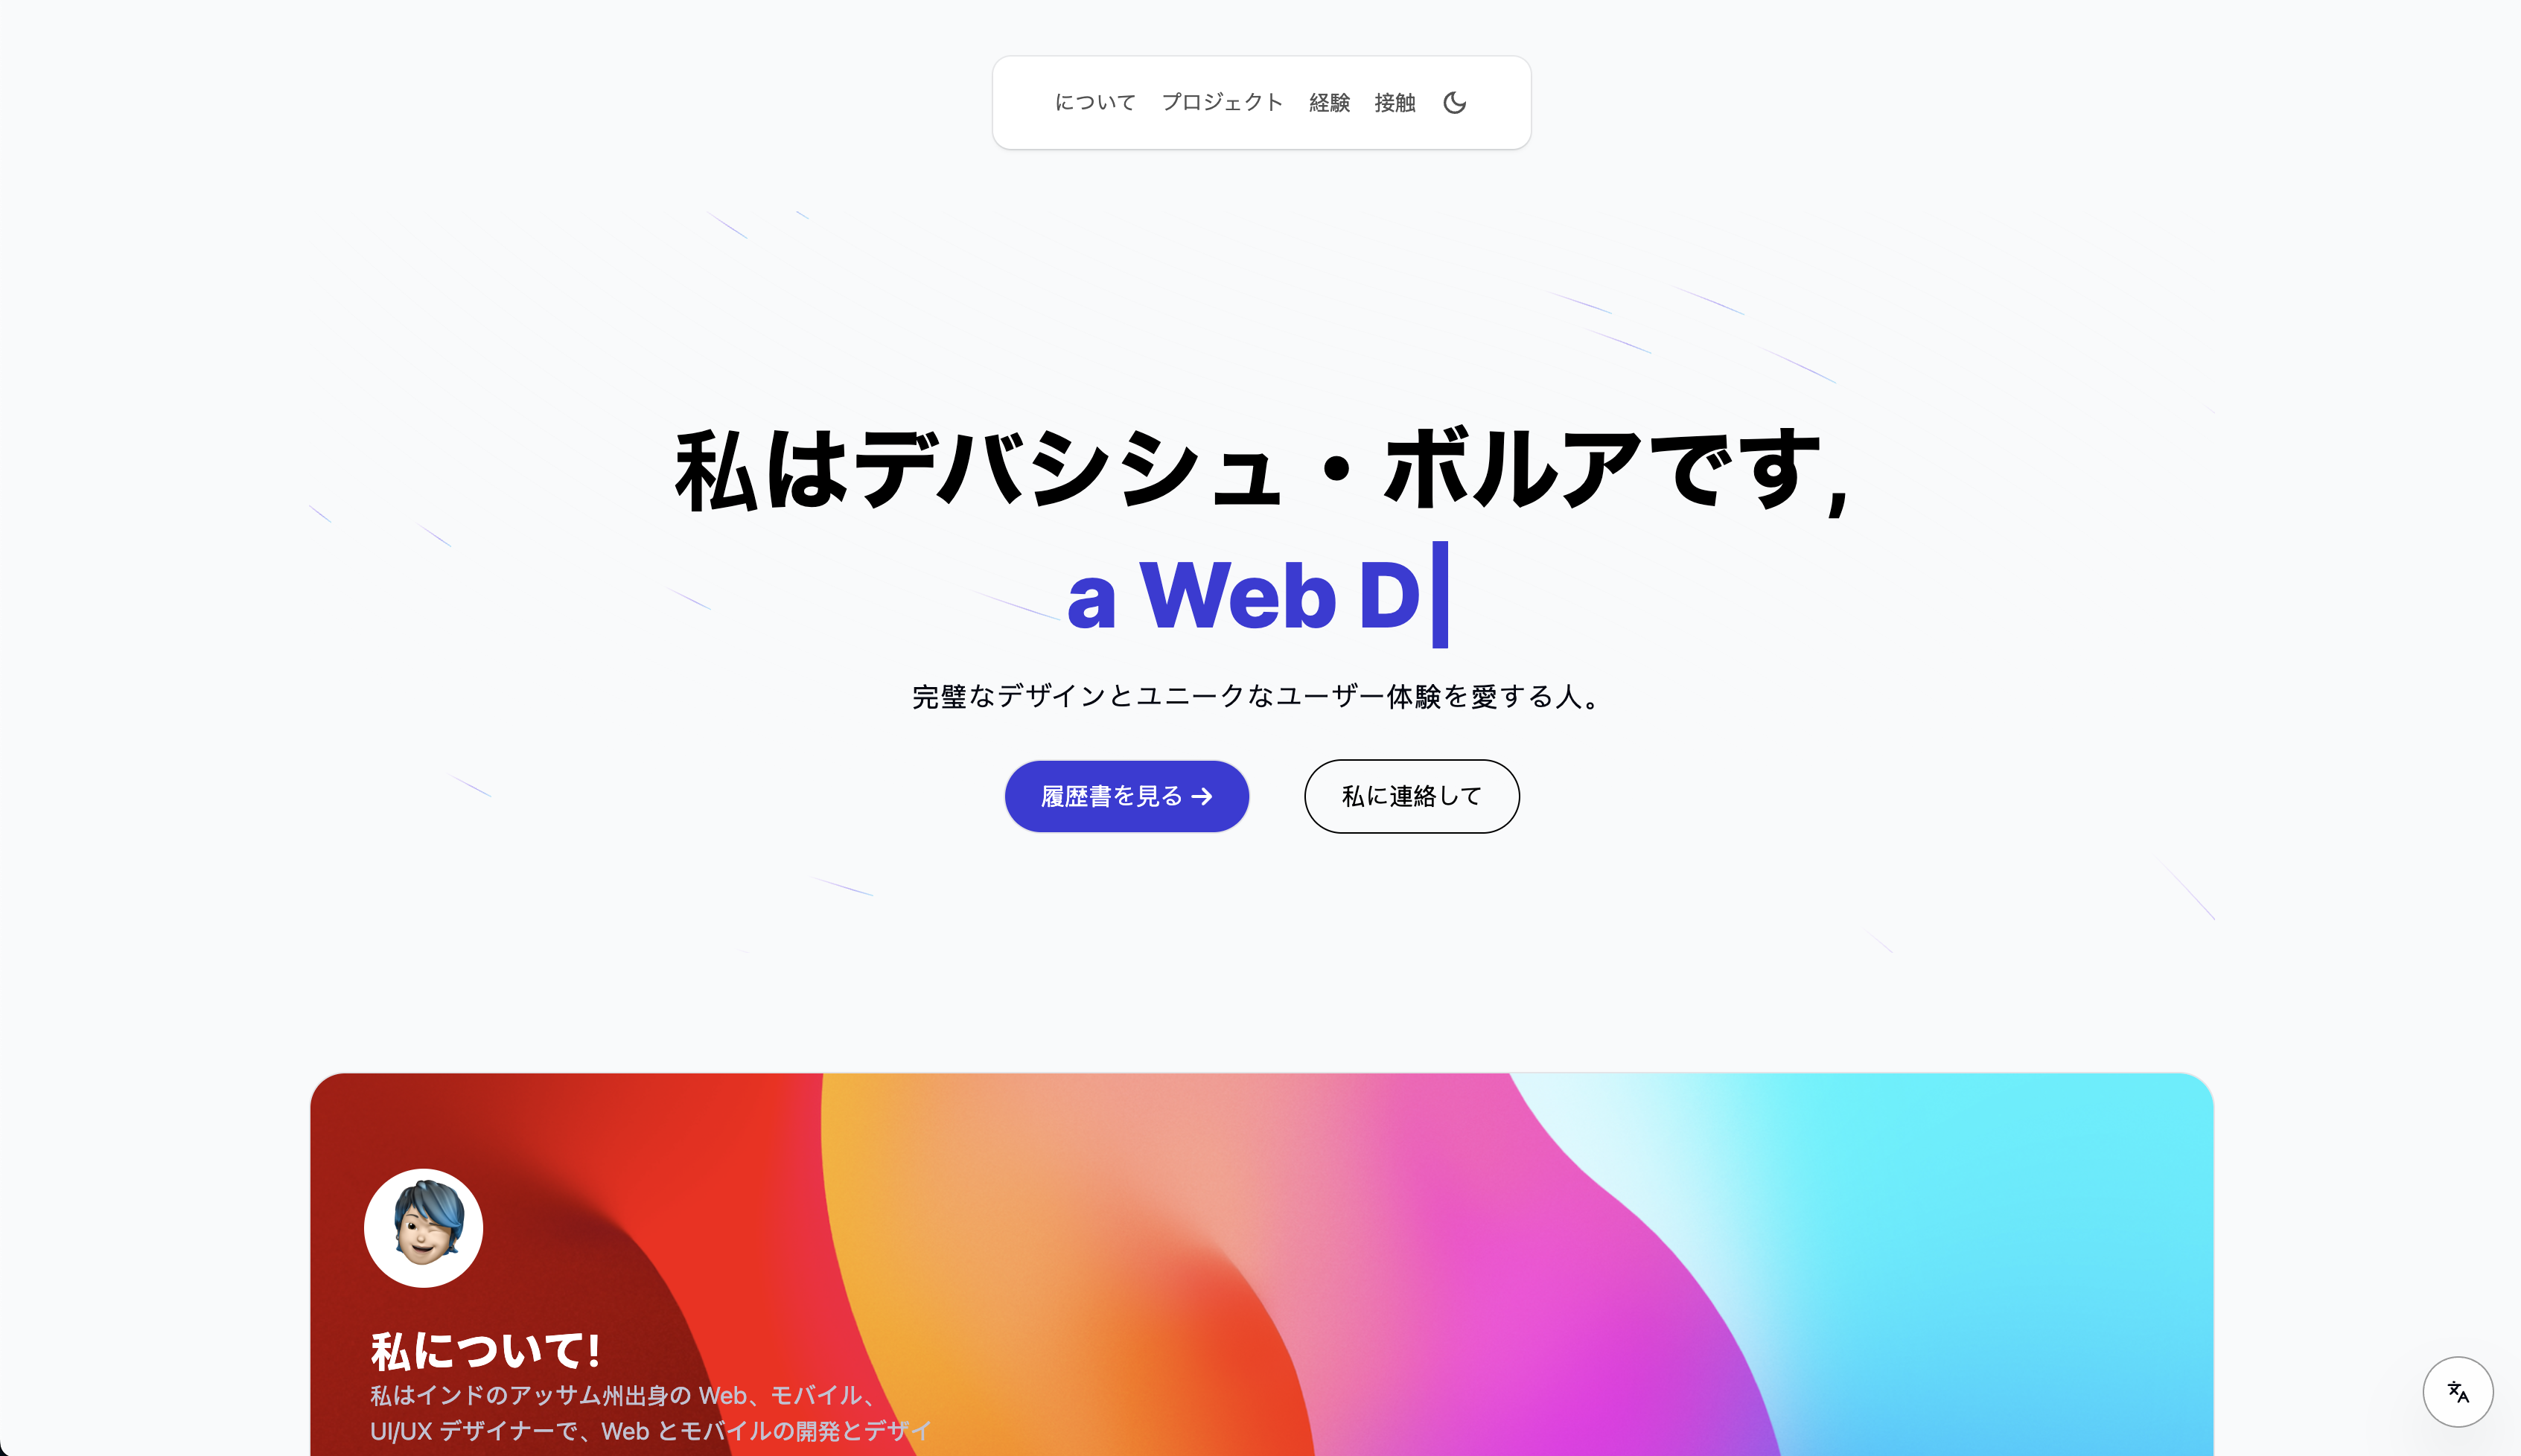 について プロジェクト 経験 接触
私はデバシシュ・ボルアです,
a Web D
完璧なデザインとユニークなユーザー体験を愛する人。
履歴書を見る → 私に連絡して
私について!
私はインドのアッサム州出身の Web、モバイル、
UI/UX デザイナーで、Web とモバイルの開発とデザイ